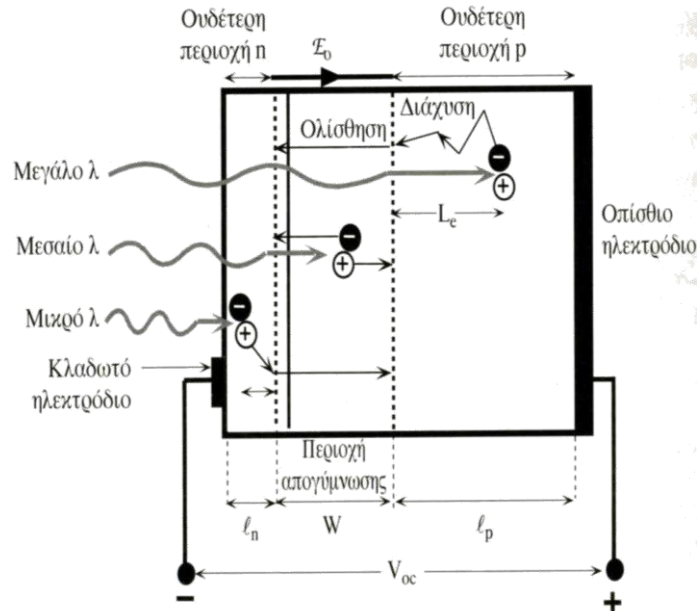 Ουδέτερη
περιοχή n
ℰo
Ουδέτερη
περιοχή p
Διάχυση
Ολίσθηση
Μεγάλο λ
Le
Οπίσθιο
ηλεκτρόδιο
Μεσαίο λ
Μικρό λ
Κλαδωτό
ηλεκτρόδιο
Περιοχή
απογύμνωσης
ℓn
W
ℓp
Voc